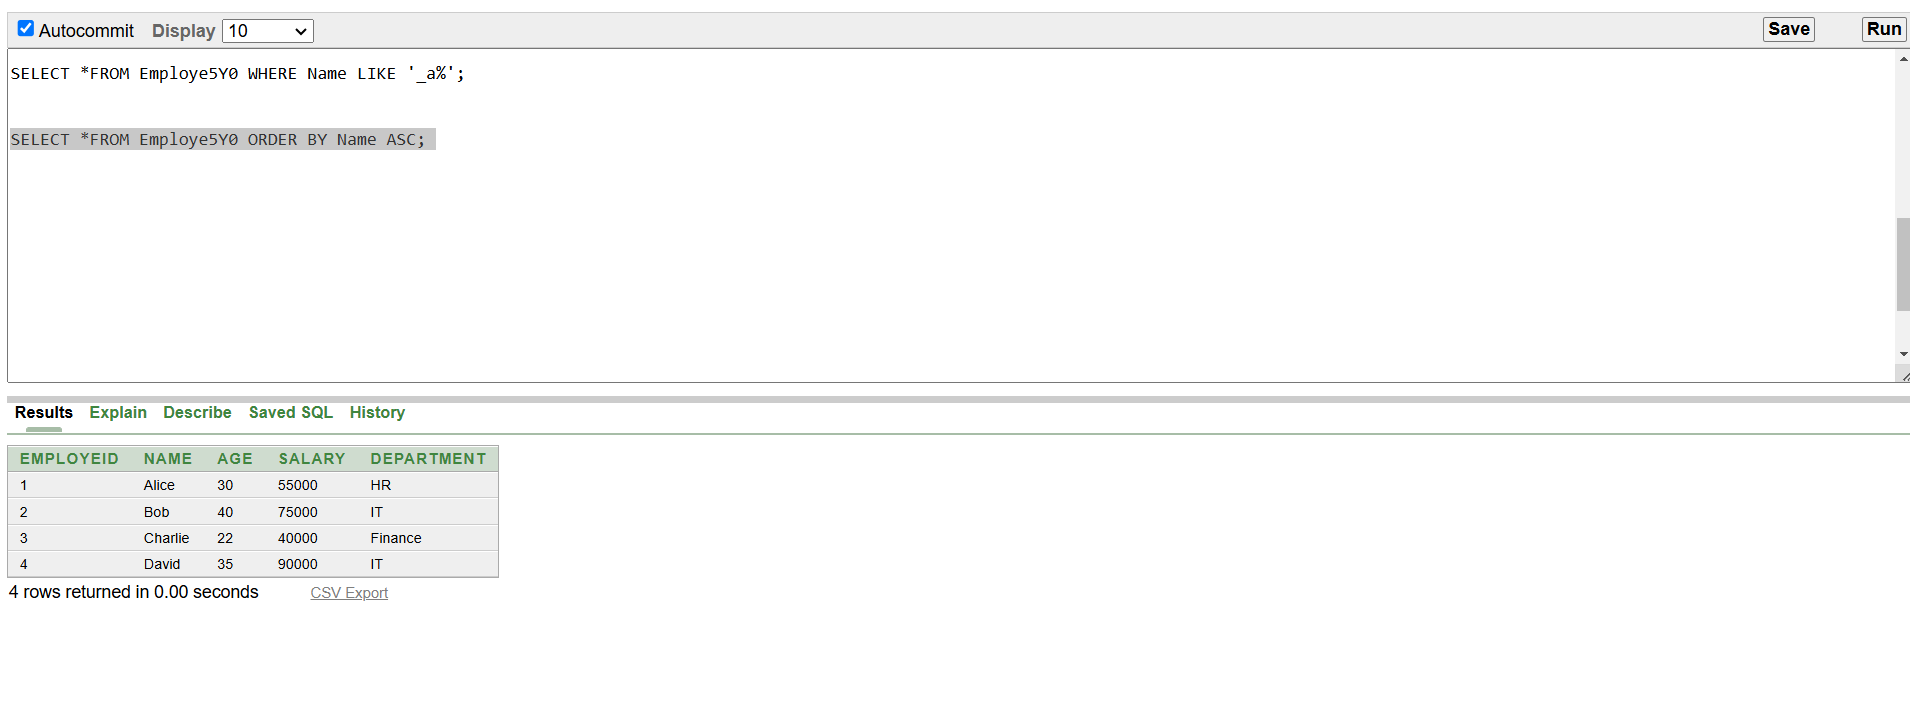 Autocommit Display 10 Save Run
SELECT *FROM Employe5Y0 WHERE Name LIKE '_a%';
SELECT *FROM Employe5Y0 ORDER BY Name ASC;
Results Explain Describe Saved SQL History
EMPLOYEID NAME AGE SALARY DEPARTMENT
1 Alice 30 55000 HR
2 Bob 40 75000 IT
3 Charlie 22 40000 Finance
4 David 35 90000 IT
4 rows returned in 0.00 seconds CSV Export